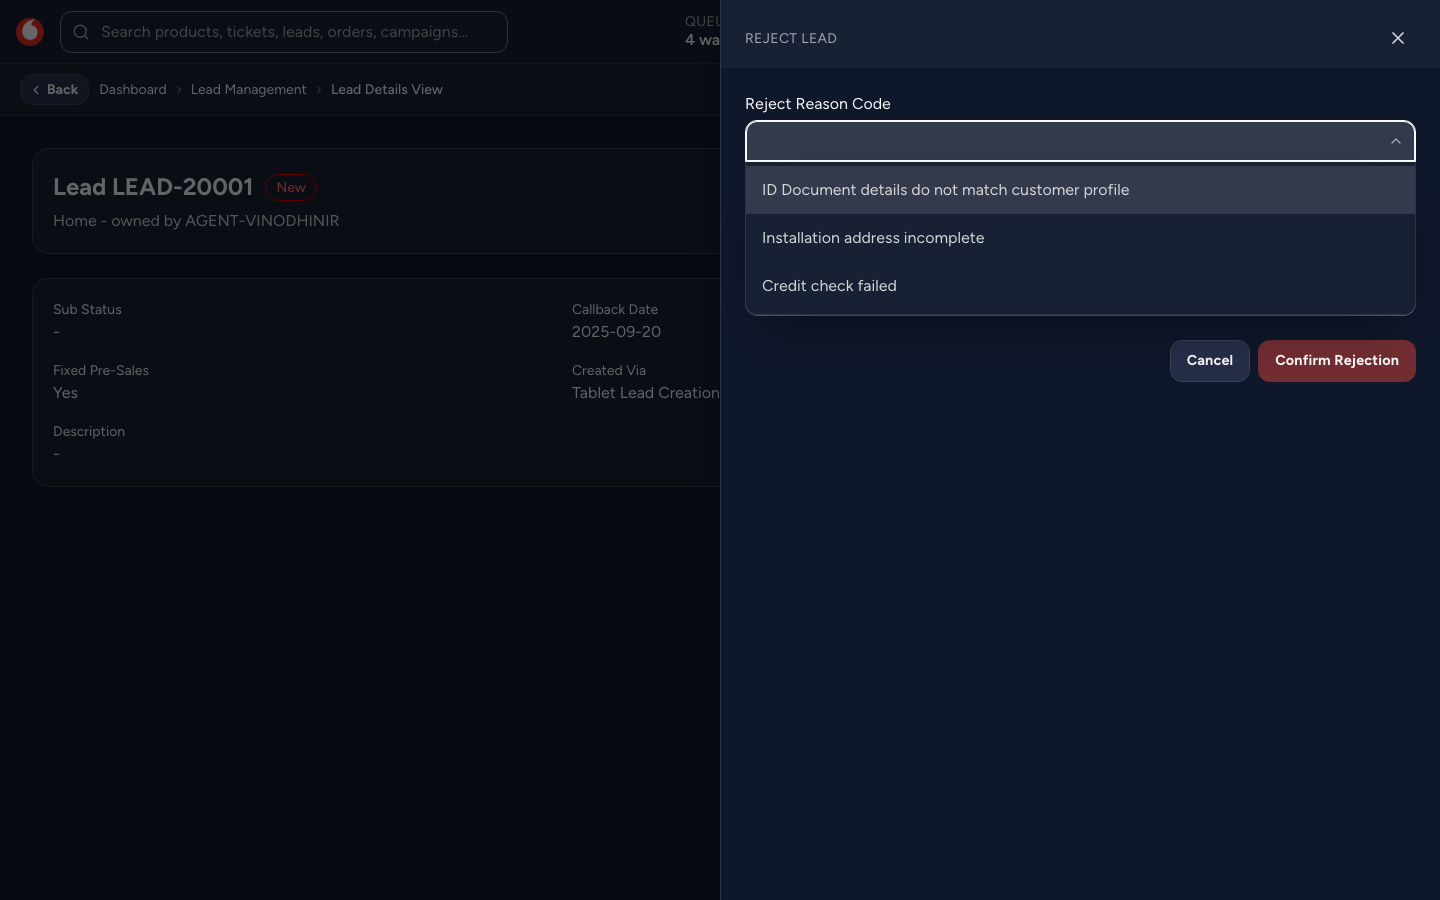 Search products, tickets, leads, orders, campaigns...
4 wa
Back
Dashboard
Lead Management
Lead Details View
Lead LEAD-20001
New
Home - owned by AGENT-VINODHINIR
Sub Status
-
Callback Date
2025-09-20
Fixed Pre-Sales
Yes
Created Via
Tablet Lead Creation
Description
-
REJECT LEAD
Reject Reason Code
ID Document details do not match customer profile
Installation address incomplete
Credit check failed
Cancel
Confirm Rejection